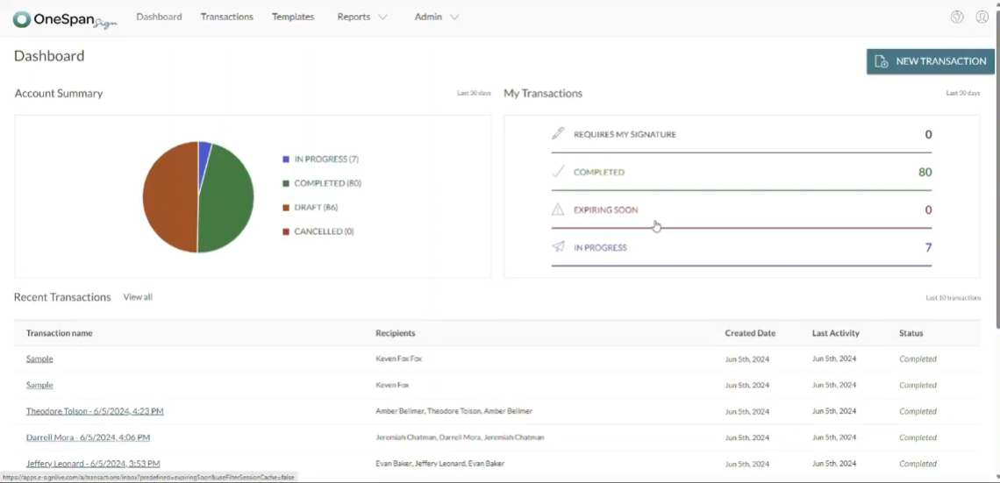 OneSpan Sign Dashboard Transactions Templates Reports Admin
Dashboard
NEW TRANSACTION
Account Summary Last 30 days
IN PROGRESS (7)
COMPLETED (80)
DRAFT (86)
CANCELLED (0)
My Transactions Last 30 days
REQUIRES MY SIGNATURE 0
COMPLETED 80
EXPIRING SOON 0
IN PROGRESS 7
Recent Transactions View all Last 10 transactions
Transaction name Recipients Created Date Last Activity Status
Sample Keven Fox Fox Jun 5th, 2024 Jun 5th, 2024 Completed
Sample Keven Fox Jun 5th, 2024 Jun 5th, 2024 Completed
Theodore Tolson - 6/5/2024, 4:23 PM Amber Bellmer, Theodore Tolson, Amber Bellmer Jun 5th, 2024 Jun 5th, 2024 Completed
Darrell Mora - 6/5/2024, 4:06 PM Jeremiah Chatman, Darrell Mora, Jeremiah Chatman Jun 5th, 2024 Jun 5th, 2024 Completed
Jeffery Leonard - 6/5/2024, 3:53 PM Evan Baker, Jeffery Leonard, Evan Baker Jun 5th, 2024 Jun 5th, 2024 Completed
https://apps.e-signlive.com/a/transactions/inbox?predefined=expiringSoon&useFilterSessionCache=false